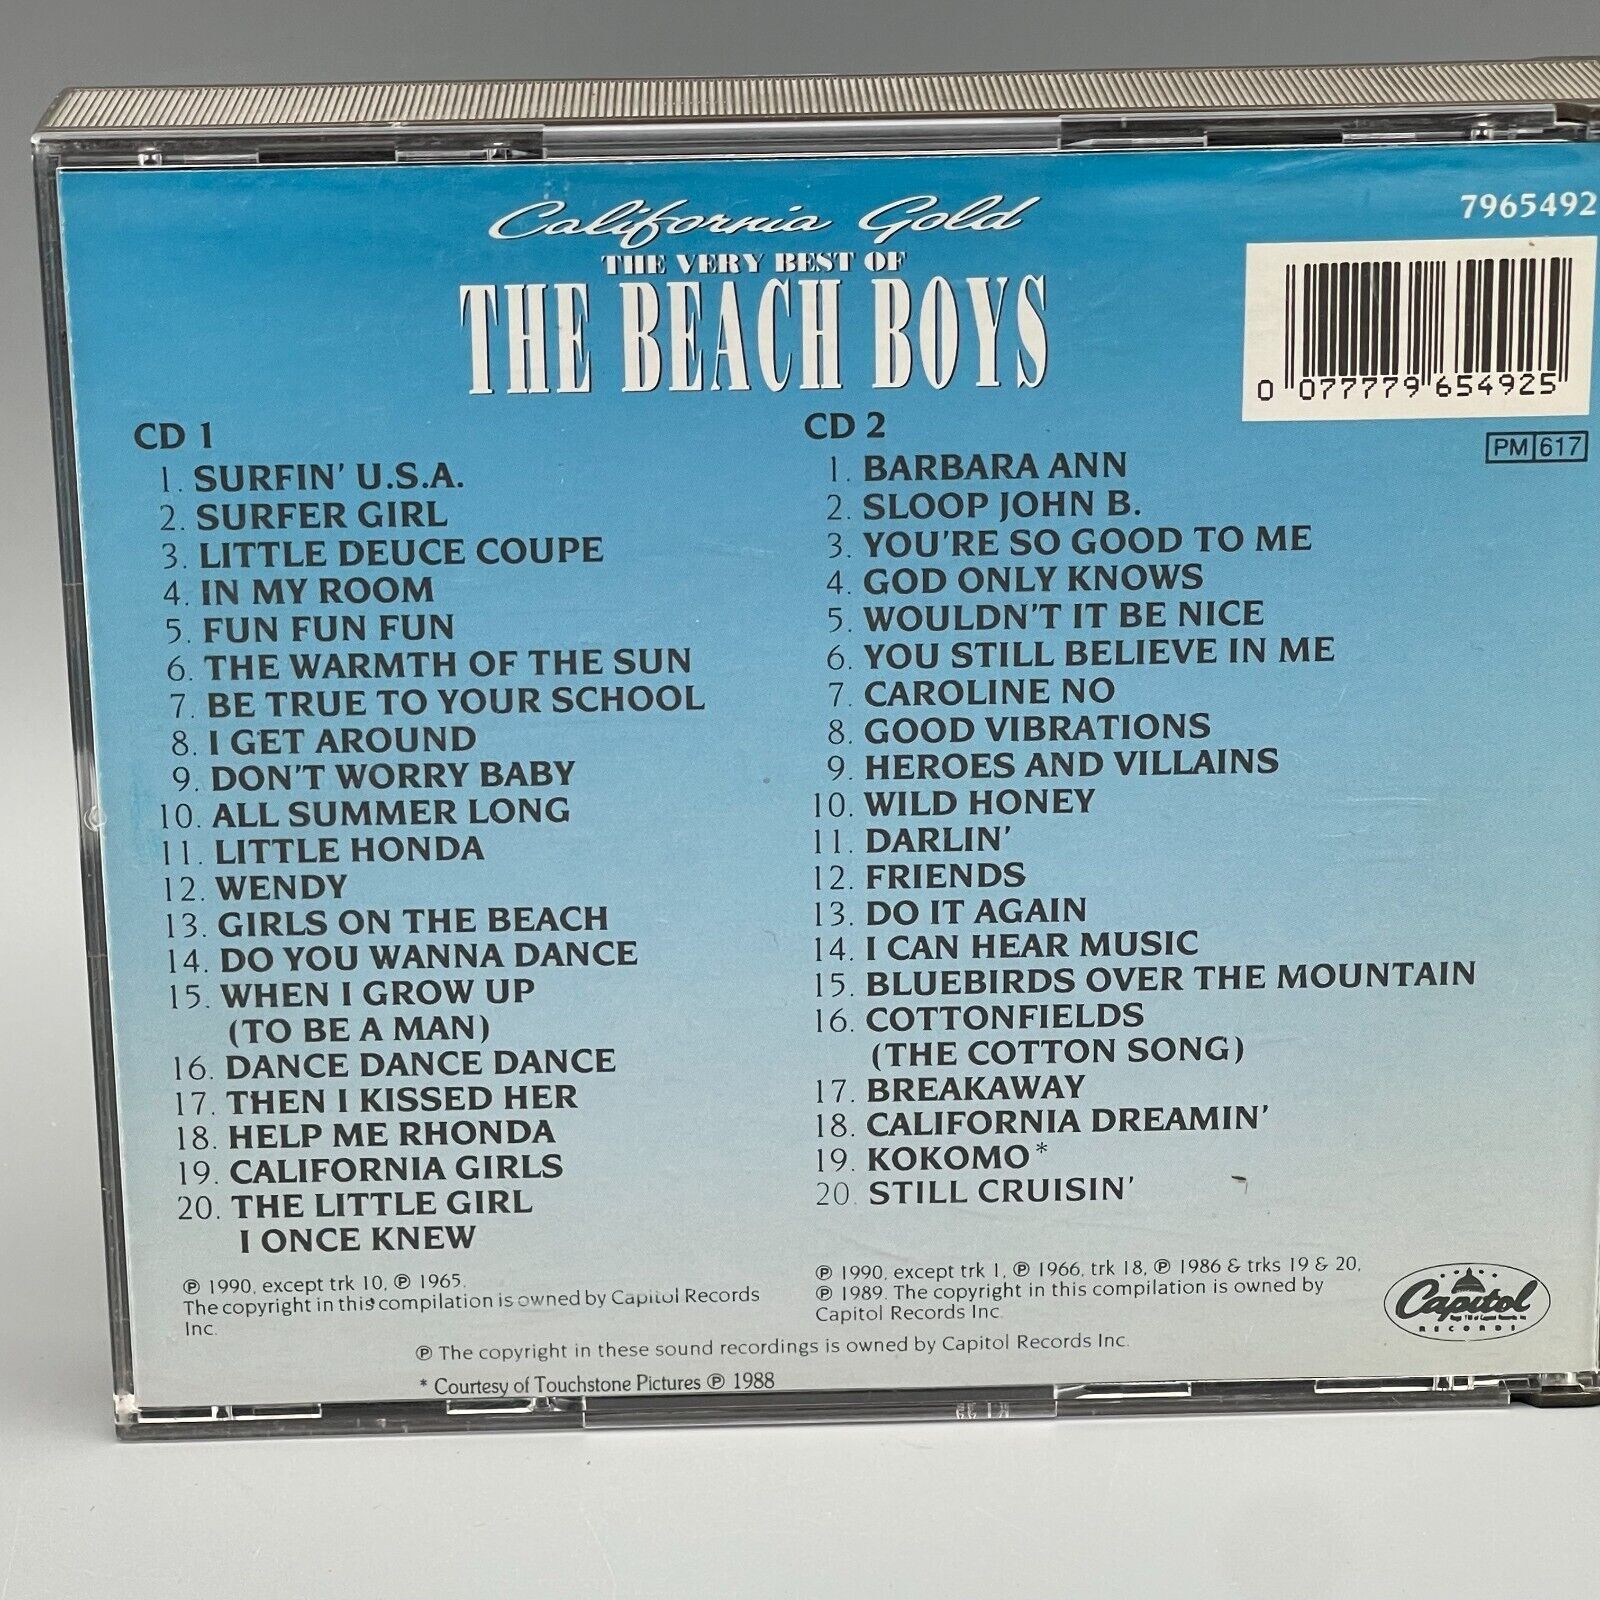 California Gold
THE VERY BEST OF
THE BEACH BOYS
7965492
0 077779 654925
PM 617
CD 1
1. SURFIN' U.S.A.
2. SURFER GIRL
3. LITTLE DEUCE COUPE
4. IN MY ROOM
5. FUN FUN FUN
6. THE WARMTH OF THE SUN
7. BE TRUE TO YOUR SCHOOL
8. I GET AROUND
9. DON'T WORRY BABY
10. ALL SUMMER LONG
11. LITTLE HONDA
12. WENDY
13. GIRLS ON THE BEACH
14. DO YOU WANNA DANCE
15. WHEN I GROW UP
(TO BE A MAN)
16. DANCE DANCE DANCE
17. THEN I KISSED HER
18. HELP ME RHONDA
19. CALIFORNIA GIRLS
20. THE LITTLE GIRL
I ONCE KNEW
℗ 1990, except trk 10, ℗ 1965.
The copyright in this compilation is owned by Capitol Records
Inc.
CD 2
1. BARBARA ANN
2. SLOOP JOHN B.
3. YOU'RE SO GOOD TO ME
4. GOD ONLY KNOWS
5. WOULDN'T IT BE NICE
6. YOU STILL BELIEVE IN ME
7. CAROLINE NO
8. GOOD VIBRATIONS
9. HEROES AND VILLAINS
10. WILD HONEY
11. DARLIN'
12. FRIENDS
13. DO IT AGAIN
14. I CAN HEAR MUSIC
15. BLUEBIRDS OVER THE MOUNTAIN
16. COTTONFIELDS
(THE COTTON SONG)
17. BREAKAWAY
18. CALIFORNIA DREAMIN'
19. KOKOMO*
20. STILL CRUISIN'
℗ 1990, except trk 1, ℗ 1966, trk 18, ℗ 1986 & trks 19 & 20,
℗ 1989. The copyright in this compilation is owned by
Capitol Records Inc.
℗ The copyright in these sound recordings is owned by Capitol Records Inc.
* Courtesy of Touchstone Pictures ℗ 1988
Capitol
RECORDS